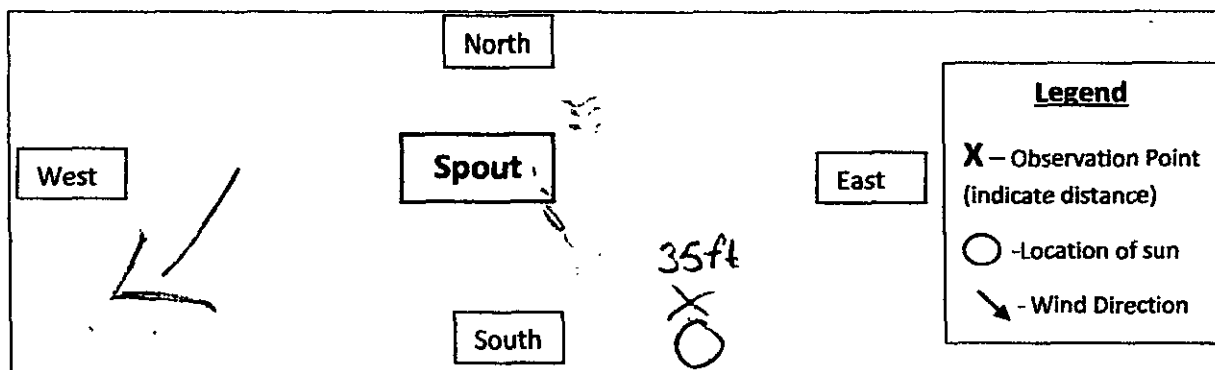 North
Legend
West
Spout
East
X – Observation Point
(indicate distance)
-Location of sun
- Wind Direction
35ft
X
South